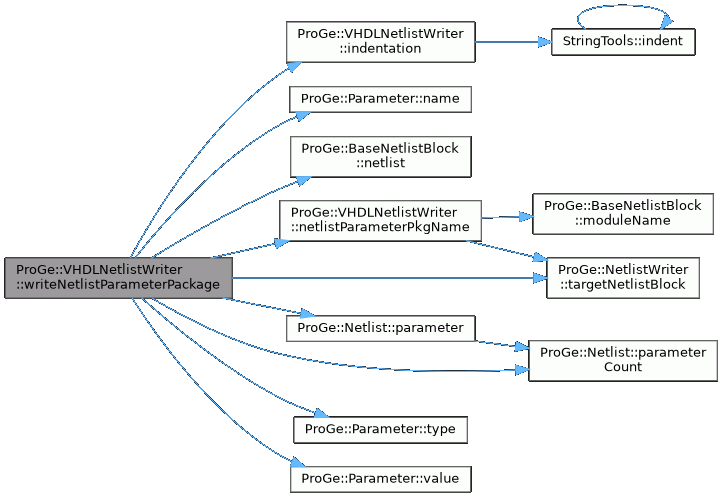 ProGe::VHDLNetlistWriter
::indentation
StringTools::indent
ProGe::Parameter::name
ProGe::BaseNetlistBlock
::netlist
ProGe::VHDLNetlistWriter
::netlistParameterPkgName
ProGe::BaseNetlistBlock
::moduleName
ProGe::VHDLNetlistWriter
::writeNetlistParameterPackage
ProGe::NetlistWriter
::targetNetlistBlock
ProGe::Netlist::parameter
ProGe::Netlist::parameter
Count
ProGe::Parameter::type
ProGe::Parameter::value